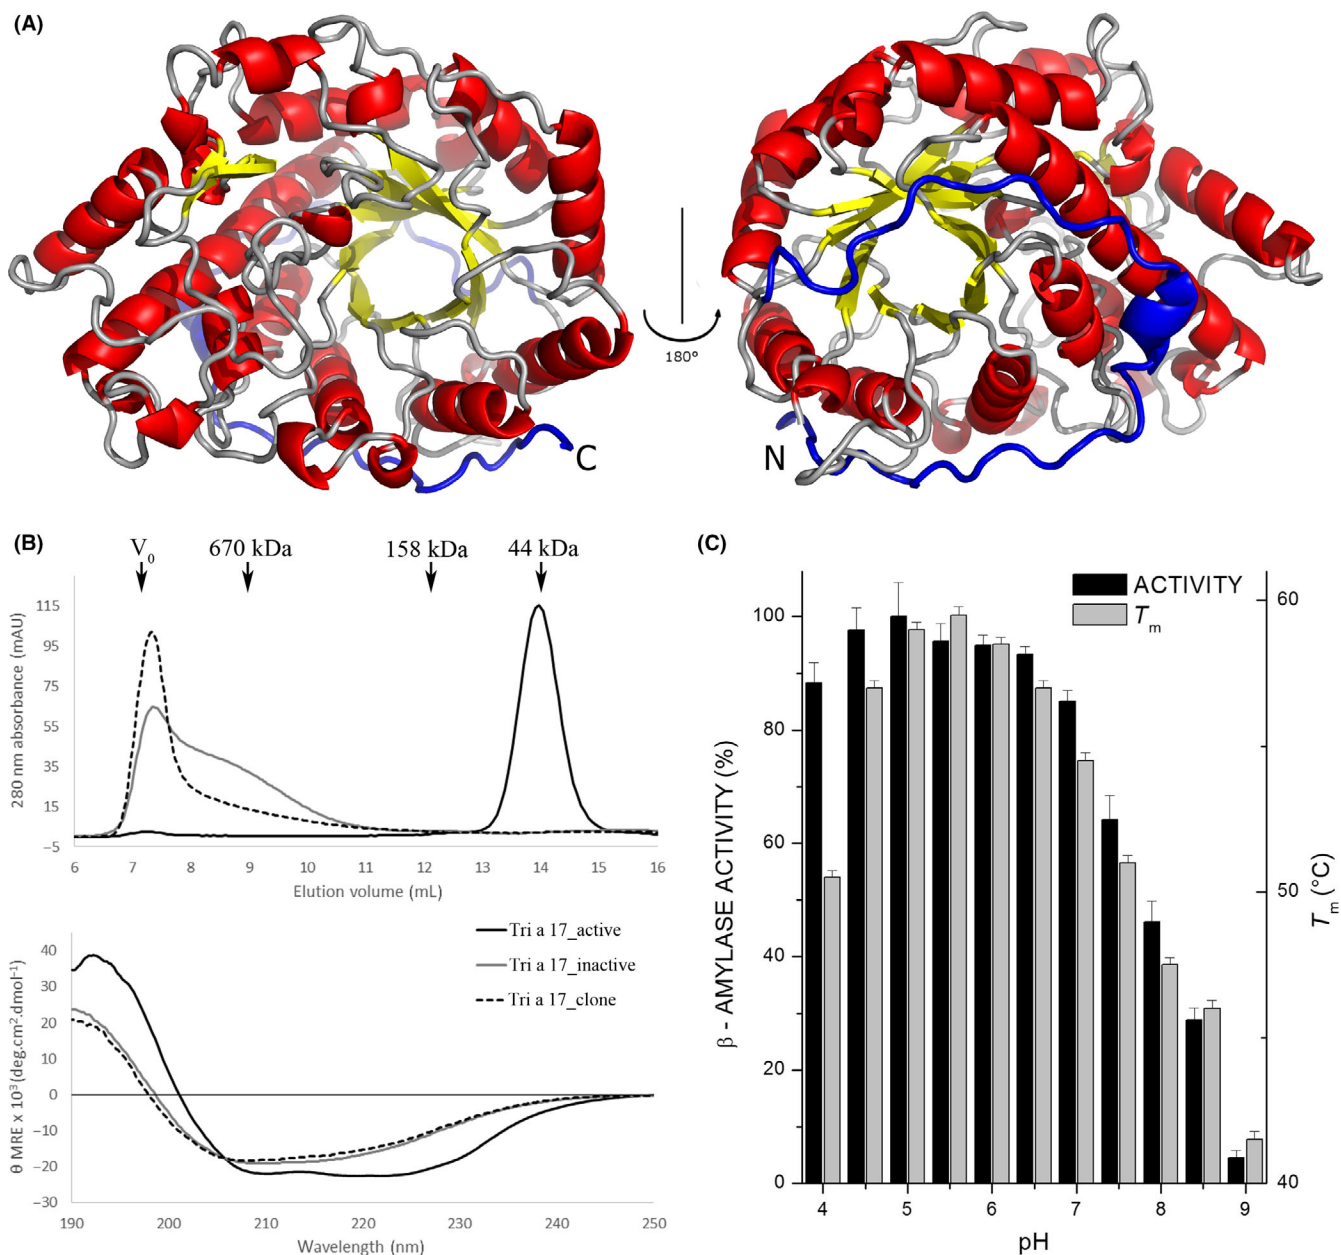 (A)
180°
C
N
(B)
V0
670 kDa
158 kDa
44 kDa
280 nm absorbance (mAU)
115
95
75
55
35
15
−5
6 7 8 9 10 11 12 13 14 15 16
Elution volume (mL)
θ MRE x 10³ (deg.cm².dmol⁻¹)
40
30
20
10
0
−10
−20
−30
Tri a 17_active
Tri a 17_inactive
Tri a 17_clone
190 200 210 220 230 240 250
Wavelength (nm)
(C)
ACTIVITY
Tm
β - AMYLASE ACTIVITY (%)
100
80
60
40
20
0
Tm (°C)
60
50
40
4 5 6 7 8 9
pH